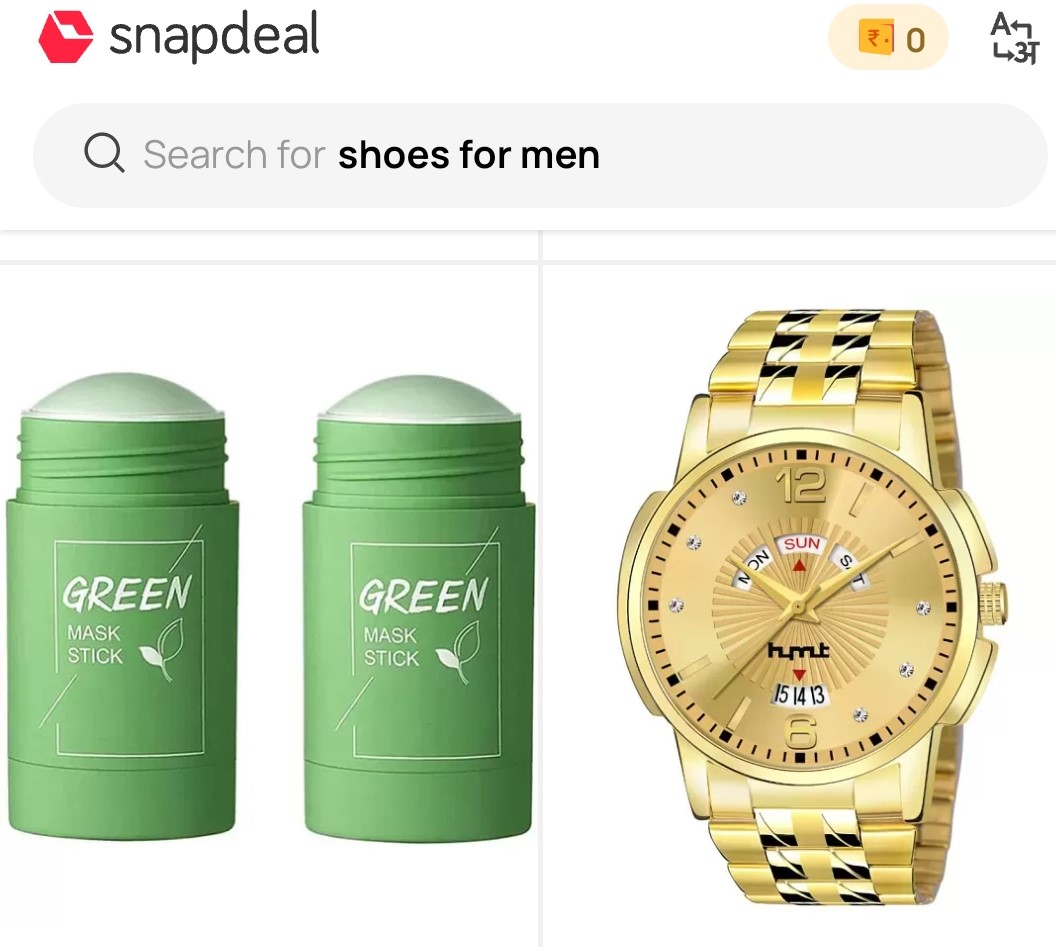 snapdeal
₹ 0
A अ
Search for shoes for men
GREEN
MASK
STICK
GREEN
MASK
STICK
12
MON SUN SAT
hmt
15 14 13
6